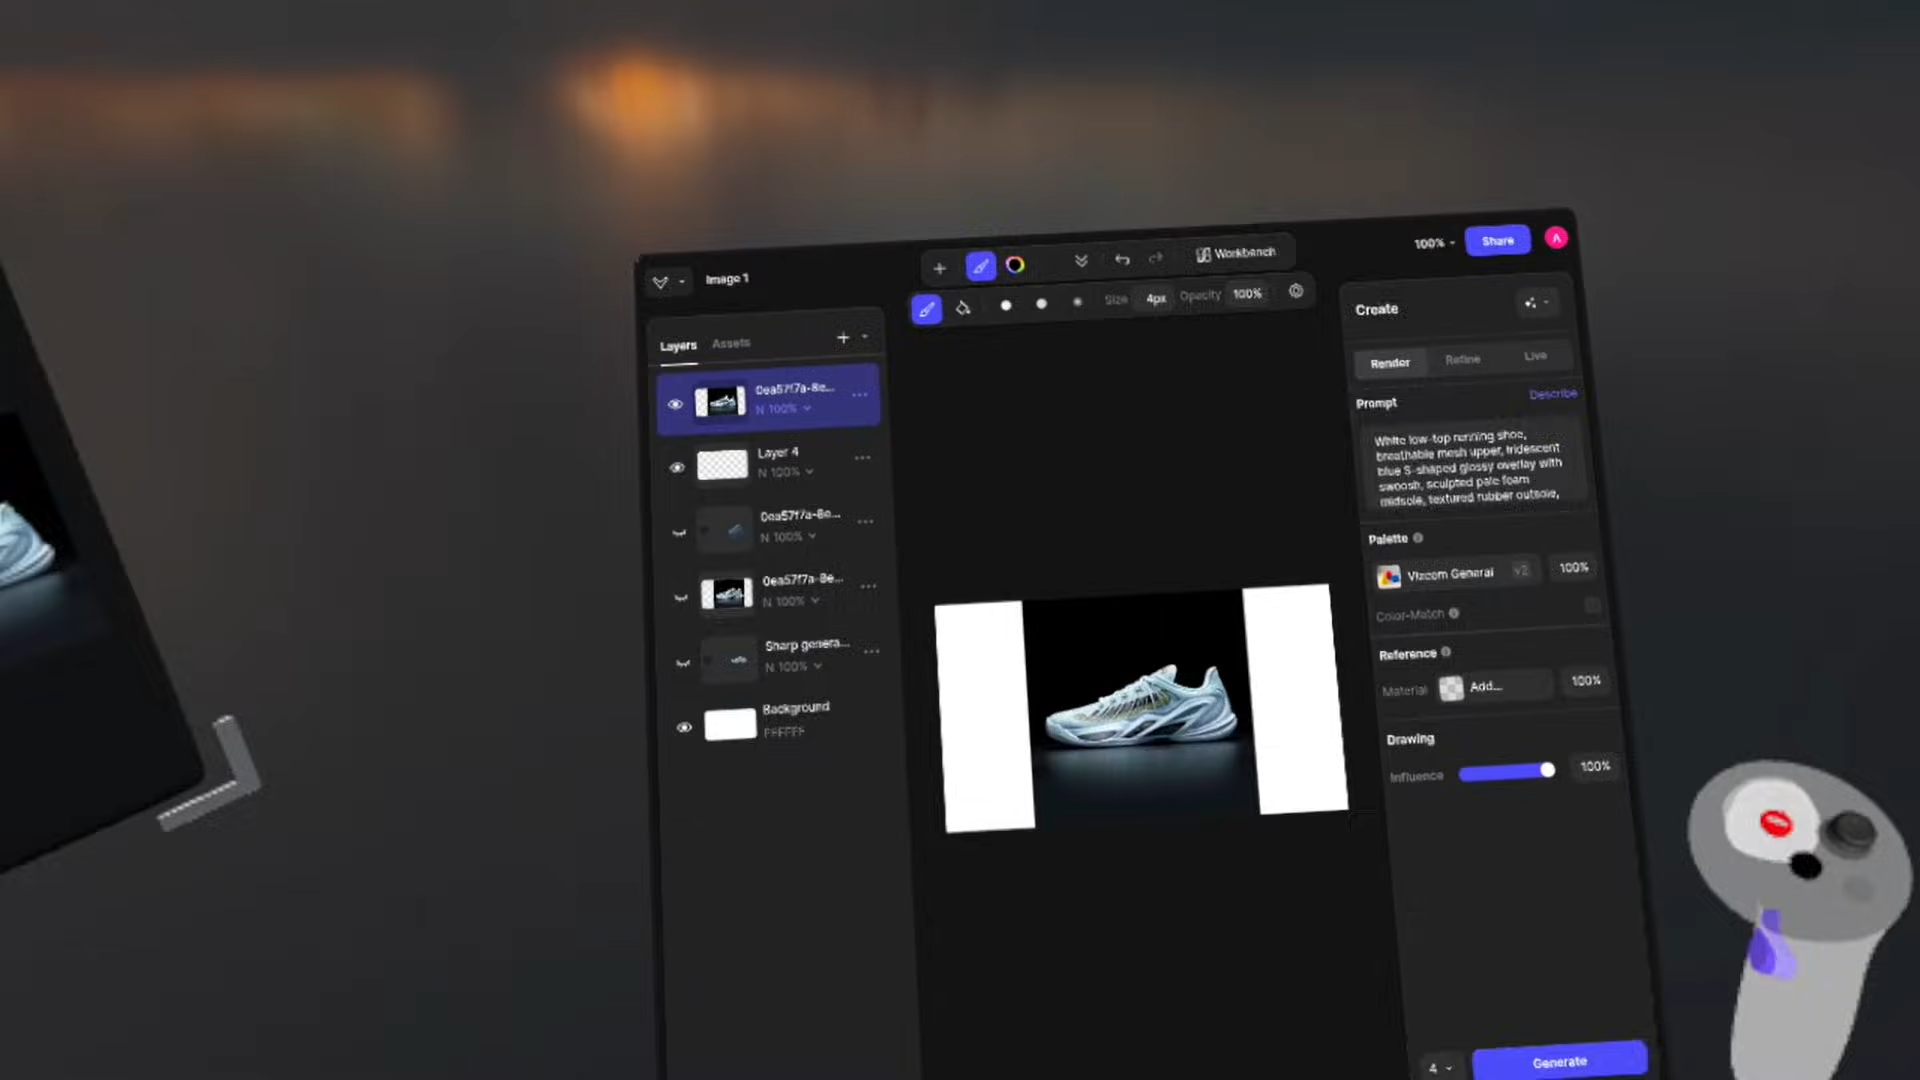 Image 1
Workbench
100%
Share
A
Size 4px Opacity 100%
Layers Assets
0ea57f7a-8e...
N 100%
Layer 4
N 100%
0ea57f7a-8e...
N 100%
0ea57f7a-8e...
N 100%
Sharp genera...
N 100%
Background
FFFFFF
Create
Render Refine Live
Prompt Describe
White low-top running shoe,
breathable mesh upper, iridescent
blue S-shaped glossy overlay with
swoosh, sculpted pale foam
midsole, textured rubber outsole,
Palette
Vizcom General v2 100%
Color-Match
Reference
Material Add... 100%
Drawing
Influence 100%
4 Generate